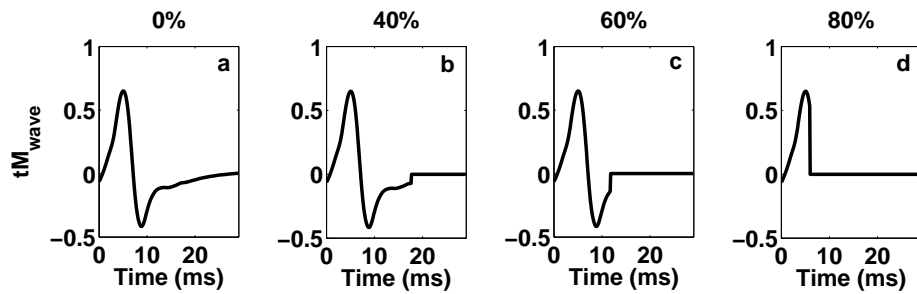 0% 40% 60% 80%
a b c d
1 1 1 1
0.5 0.5 0.5 0.5
tMwave
0 0 0 0
−0.5 −0.5 −0.5 −0.5
0 10 20 0 10 20 0 10 20 0 10 20
Time (ms) Time (ms) Time (ms) Time (ms)